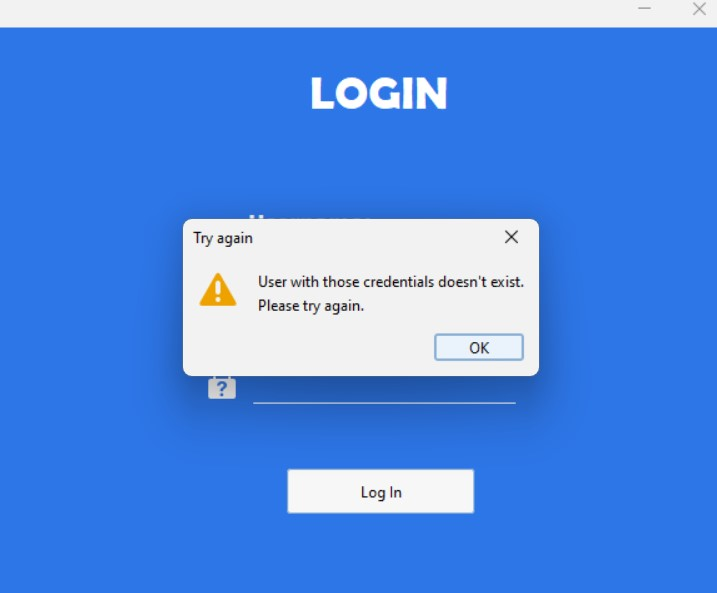 LOGIN
Try again
User with those credentials doesn't exist.
Please try again.
OK
?
Log In